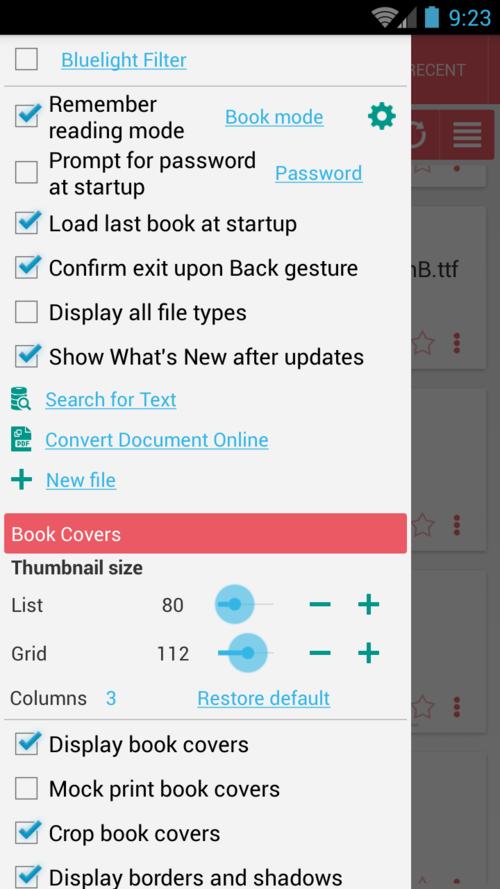 9:23
RECENT
Bluelight Filter
Remember
reading mode
Book mode
Prompt for password
at startup
Password
Load last book at startup
B.ttf
Confirm exit upon Back gesture
Display all file types
Show What's New after updates
Search for Text
PDF
Convert Document Online
New file
Book Covers
Thumbnail size
List 80
Grid 112
Columns 3 Restore default
Display book covers
Mock print book covers
Crop book covers
Display borders and shadows